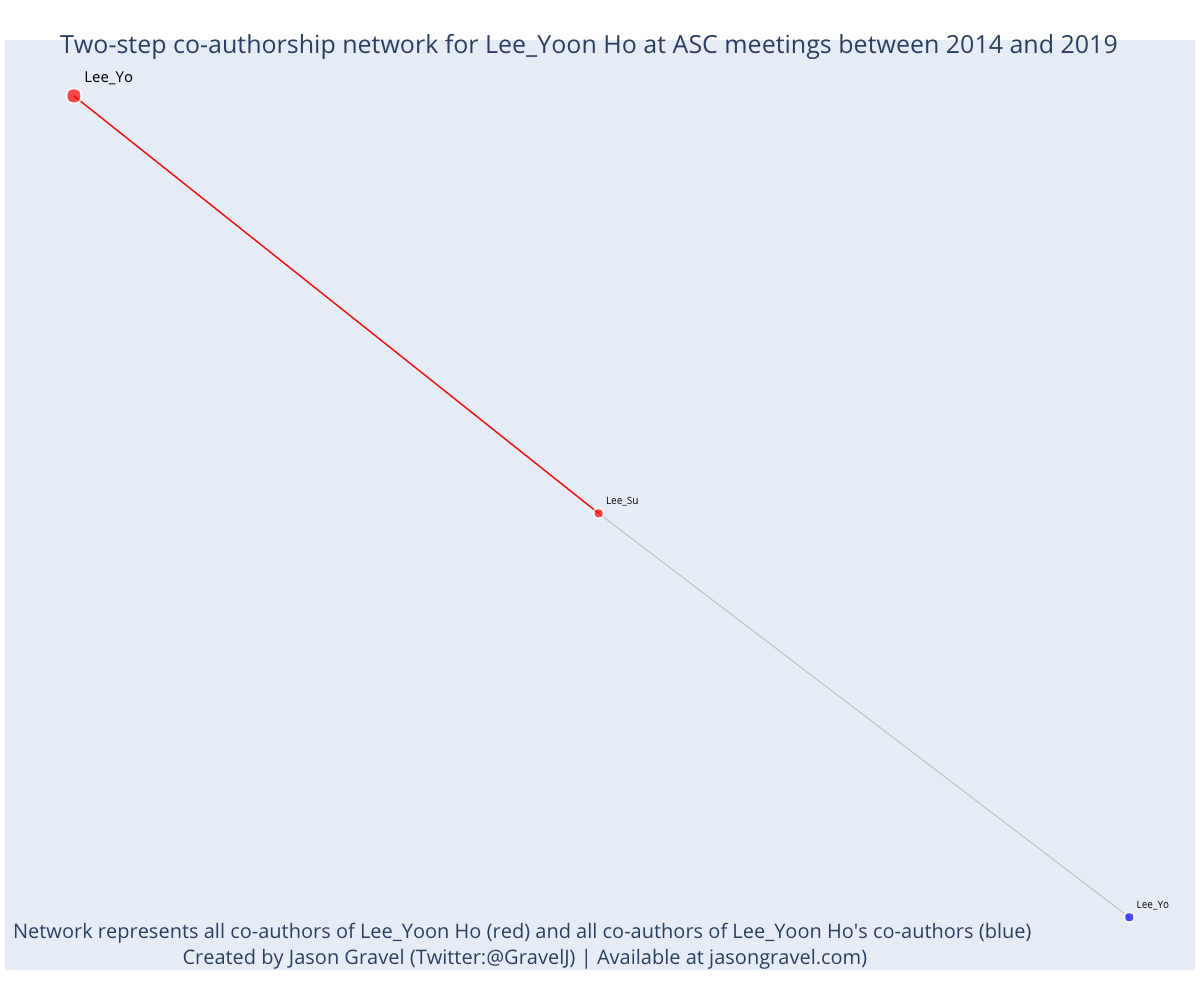 Two-step co-authorship network for Lee_Yoon Ho at ASC meetings between 2014 and 2019
Lee_Yo
Lee_Su
Lee_Yo
Network represents all co-authors of Lee_Yoon Ho (red) and all co-authors of Lee_Yoon Ho's co-authors (blue)
Created by Jason Gravel (Twitter:@GravelJ) | Available at jasongravel.com)